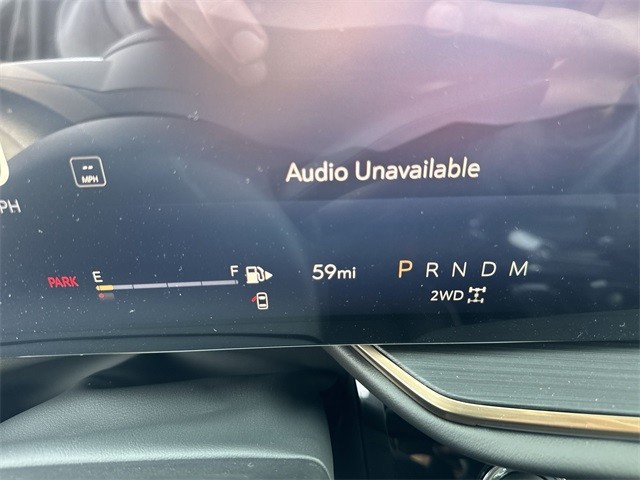 -- MPH
Audio Unavailable
PH
PARK E F 59mi P R N D M
2WD